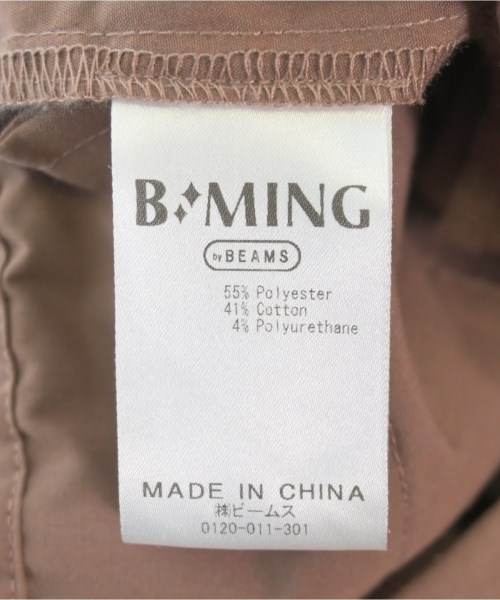 B:MING
by BEAMS
55% Polyester
41% Cotton
4% Polyurethane
MADE IN CHINA
㈱ビームス
0120-011-301